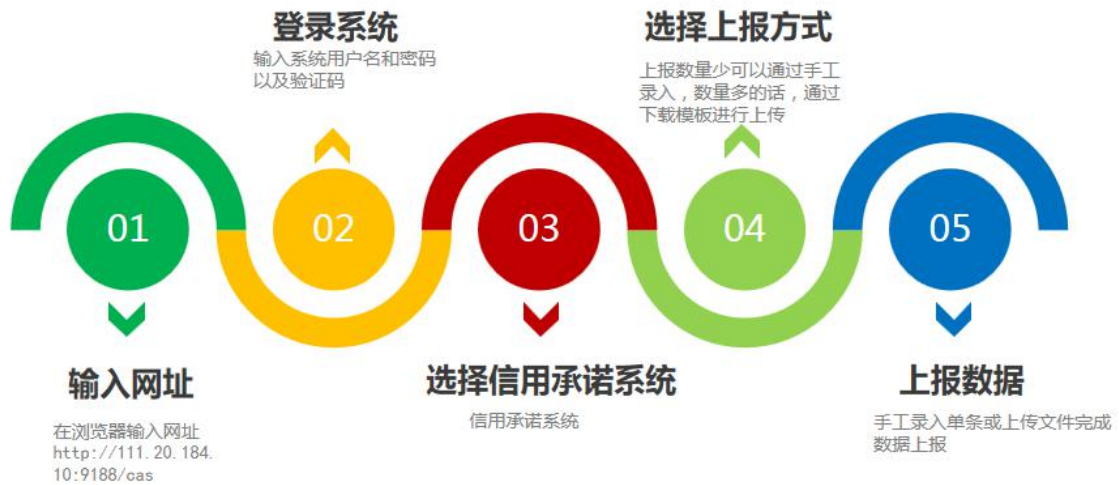 登录系统
输入系统用户名和密码
以及验证码
选择上报方式
上报数量少可以通过手工
录入，数量多的话，通过
下载模板进行上传
01
02
03
04
05
输入网址
在浏览器输入网址
http://111.20.184.
10:9188/cas
选择信用承诺系统
信用承诺系统
上报数据
手工录入单条或上传文件完成
数据上报